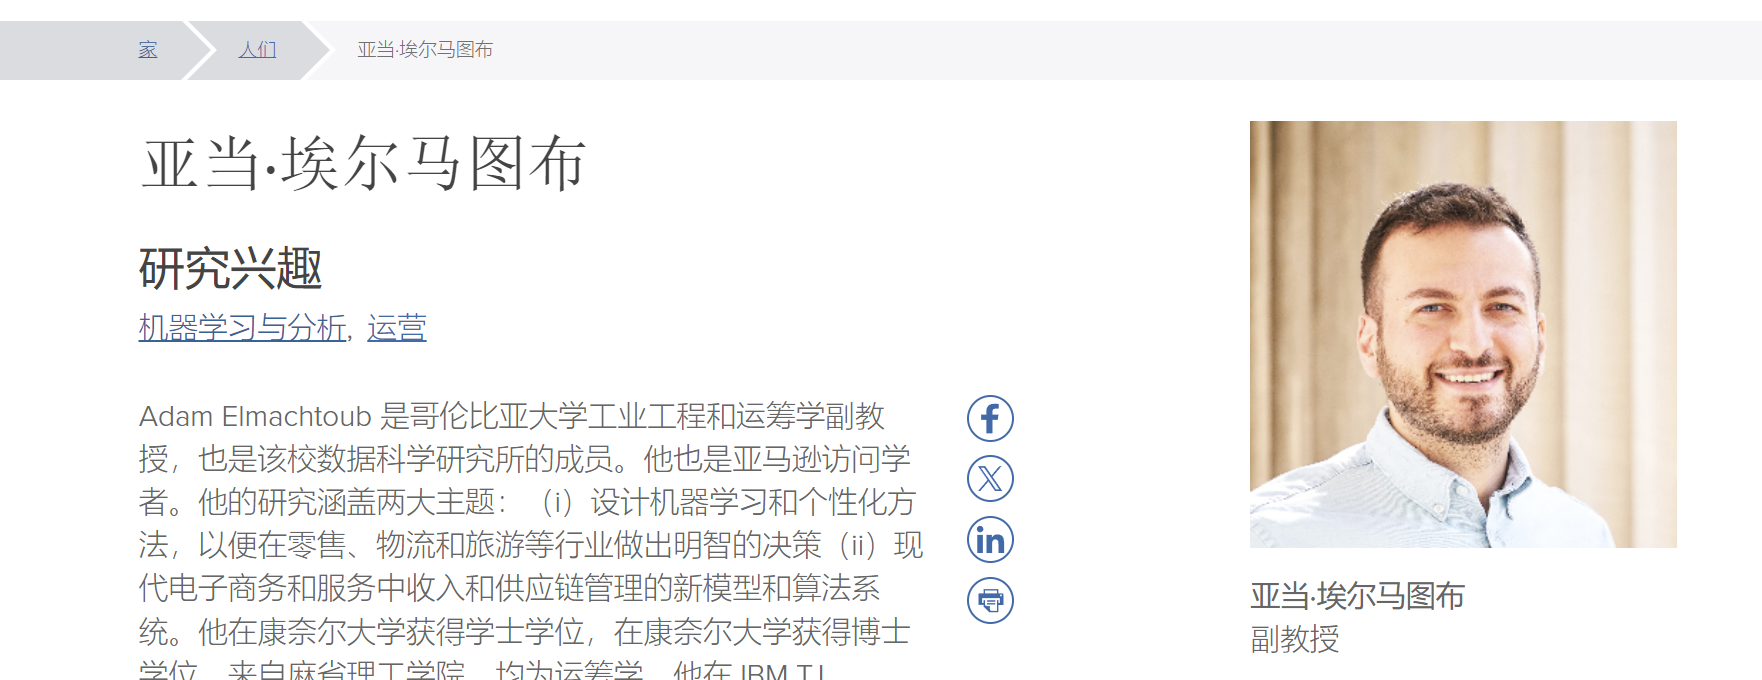 家
人们
亚当·埃尔马图布
亚当·埃尔马图布
研究兴趣
机器学习与分析, 运营
Adam Elmachtoub 是哥伦比亚大学工业工程和运筹学副教
授，也是该校数据科学研究所的成员。他也是亚马逊访问学
者。他的研究涵盖两大主题：（i）设计机器学习和个性化方
法，以便在零售、物流和旅游等行业做出明智的决策（ii）现
代电子商务和服务中收入和供应链管理的新模型和算法系
统。他在康奈尔大学获得学士学位，在康奈尔大学获得博士
学位。来自麻省理工学院，均为运筹学。他在 IBM T.J.
亚当·埃尔马图布
副教授